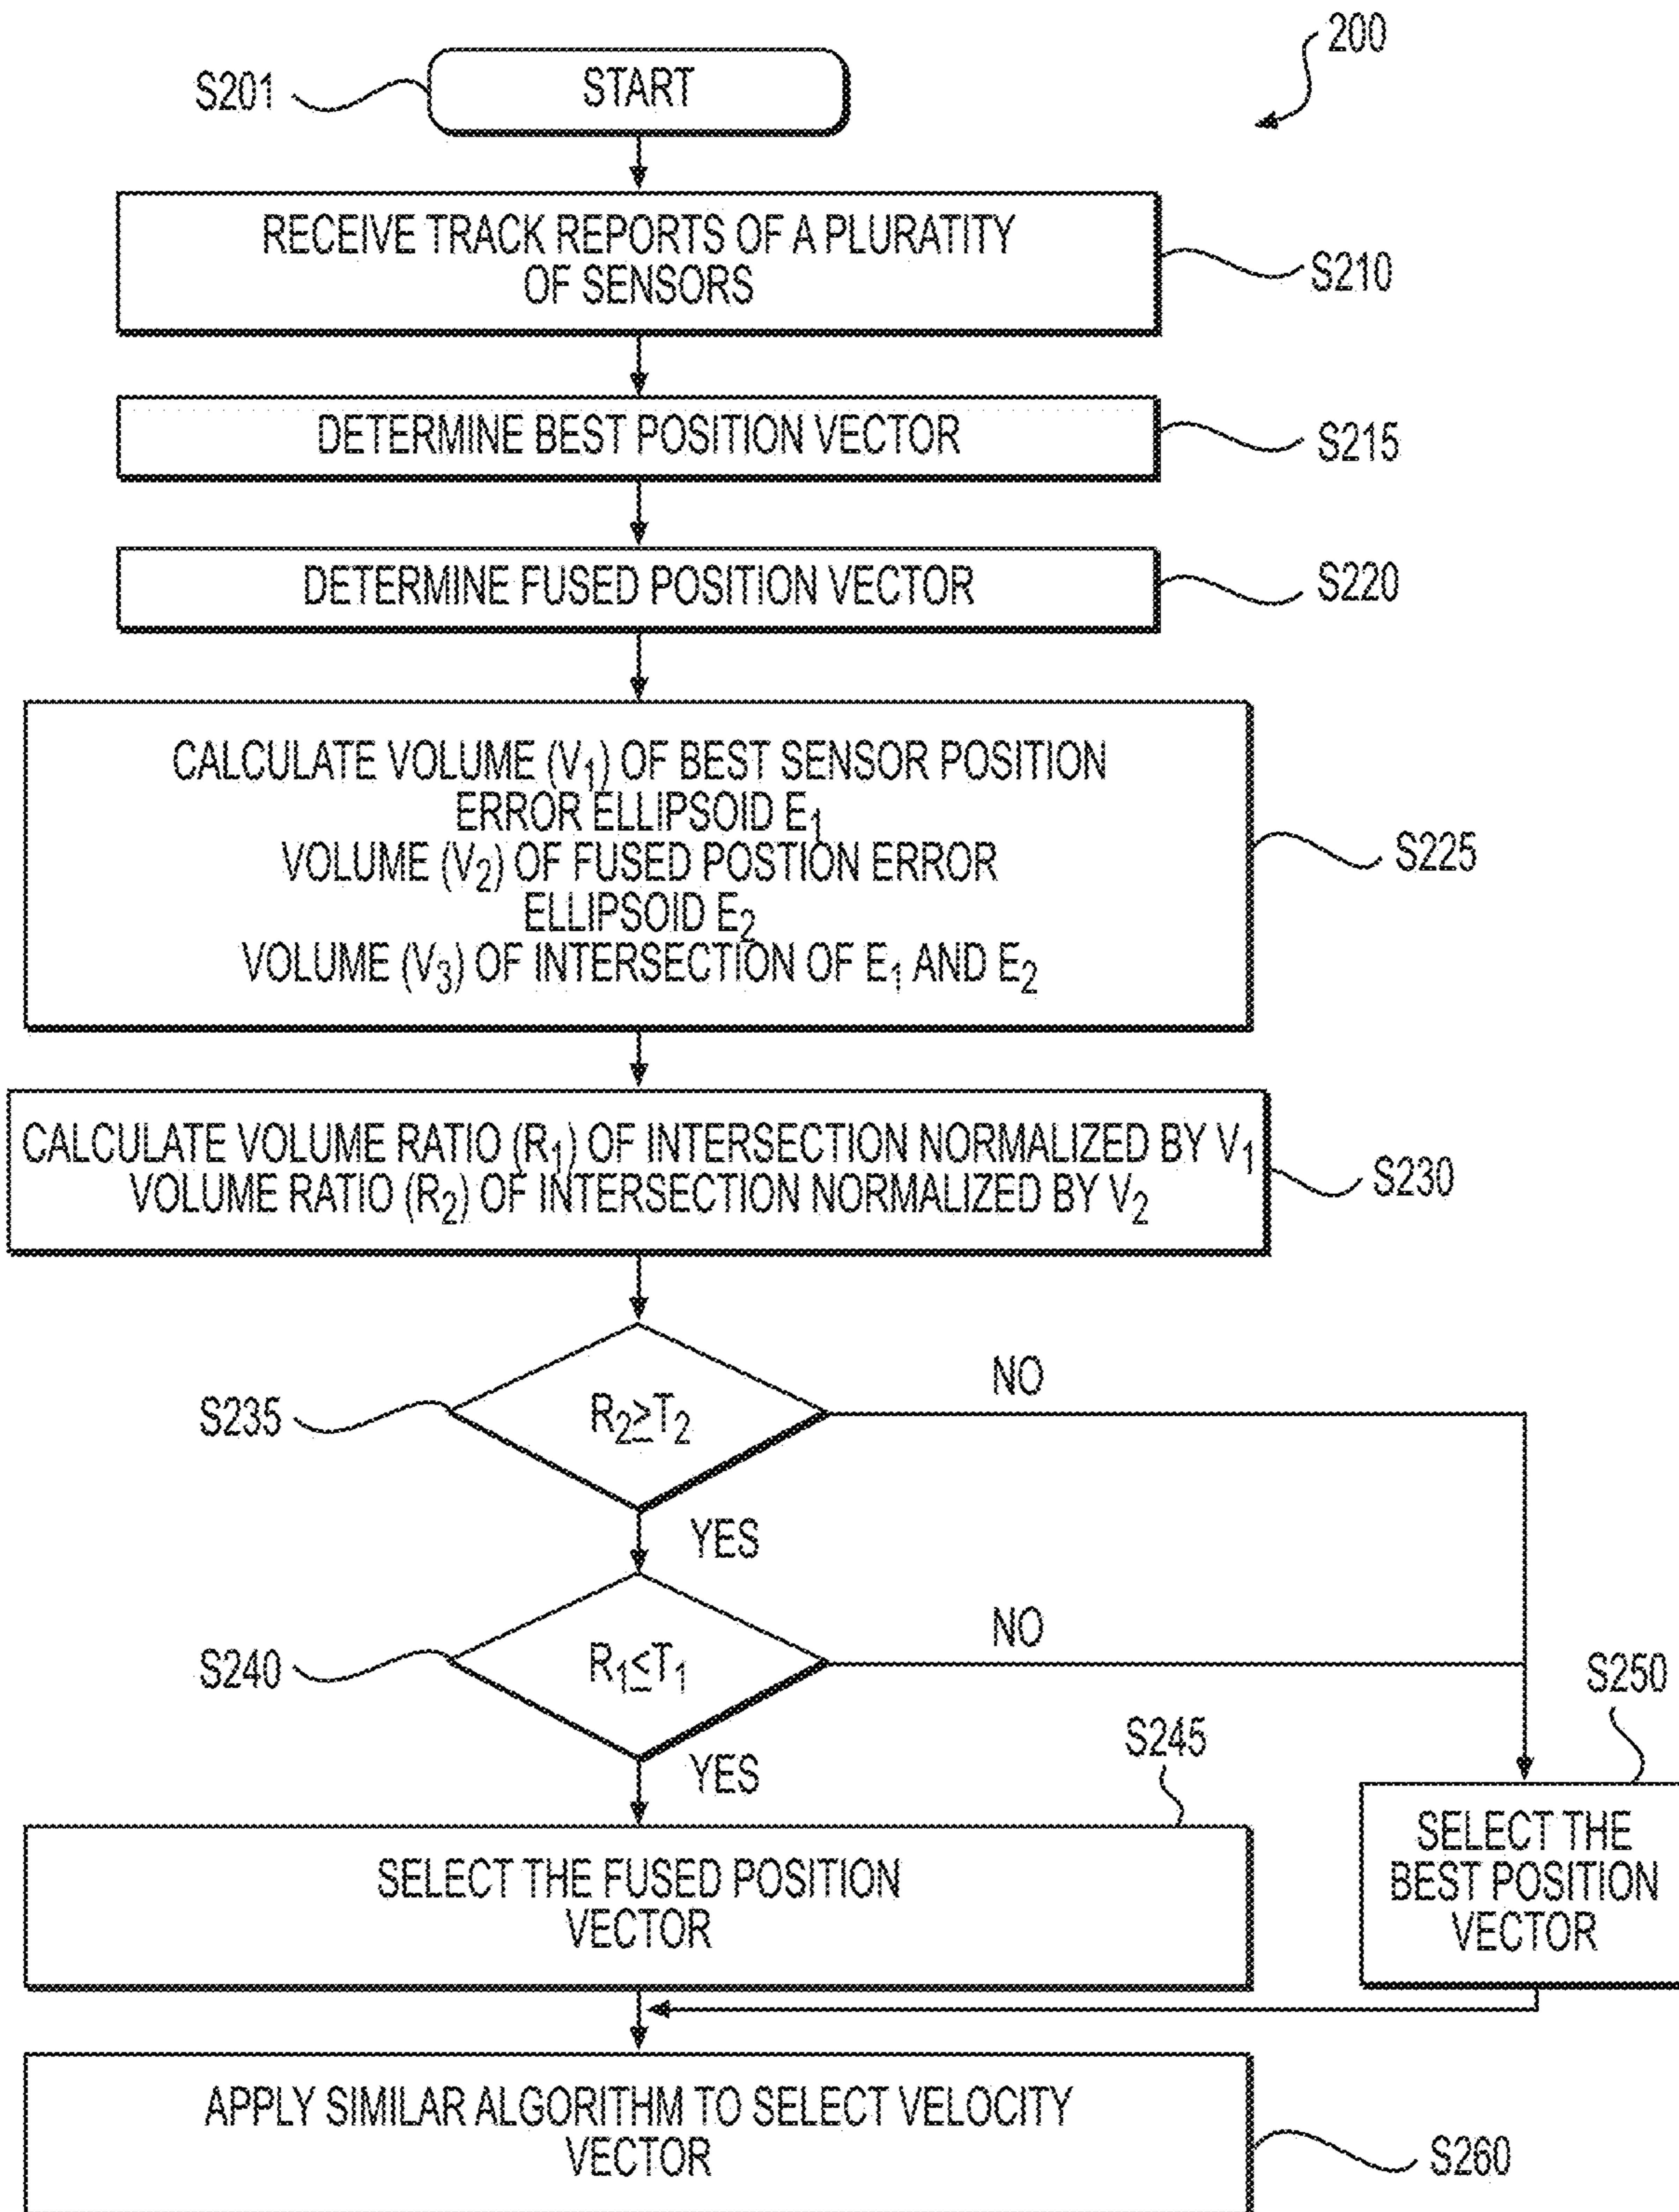 200
S201
START
RECEIVE TRACK REPORTS OF A PLURATITY
OF SENSORS
S210
DETERMINE BEST POSITION VECTOR
S215
DETERMINE FUSED POSITION VECTOR
S220
CALCULATE VOLUME (V₁) OF BEST SENSOR POSITION
ERROR ELLIPSOID E₁
VOLUME (V₂) OF FUSED POSTION ERROR
ELLIPSOID E₂
VOLUME (V₃) OF INTERSECTION OF E₁ AND E₂
S225
CALCULATE VOLUME RATIO (R₁) OF INTERSECTION NORMALIZED BY V₁
VOLUME RATIO (R₂) OF INTERSECTION NORMALIZED BY V₂
S230
S235
R₂≥T₂
NO
YES
S240
R₁≤T₁
NO
YES
S245
S250
SELECT THE FUSED POSITION
VECTOR
SELECT THE
BEST POSITION
VECTOR
APPLY SIMILAR ALGORITHM TO SELECT VELOCITY
VECTOR
S260